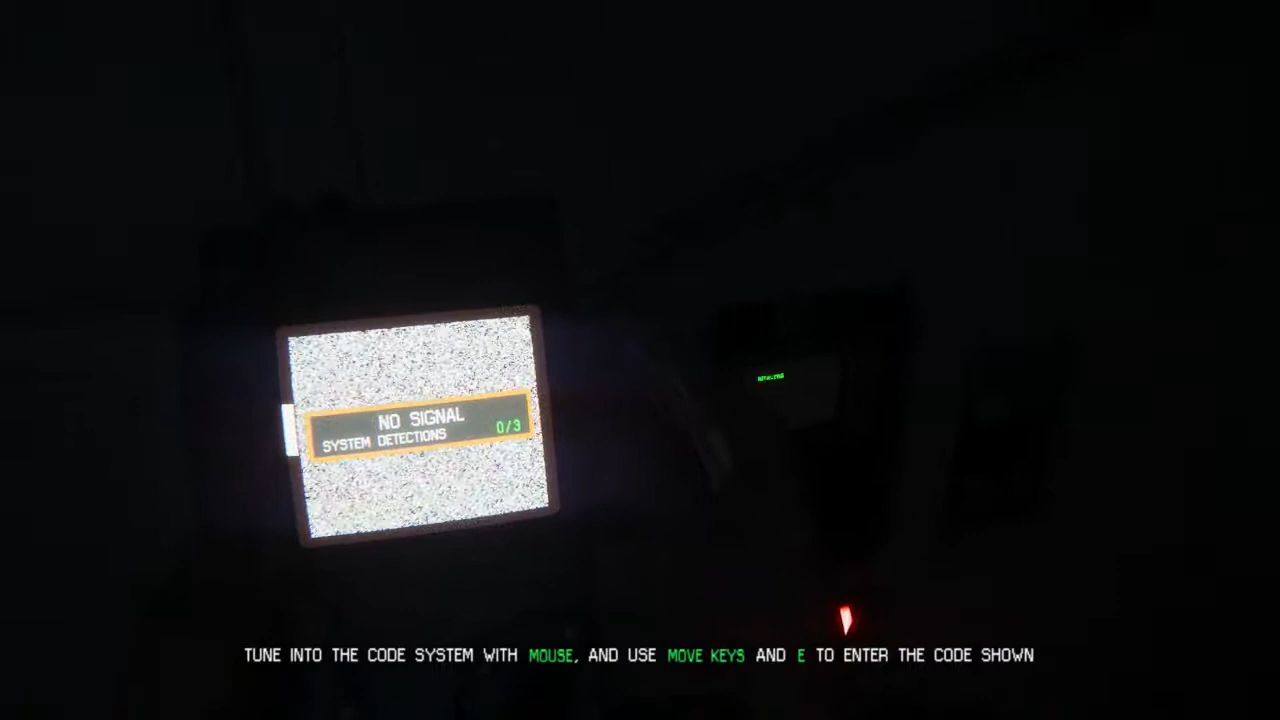 NO SIGNAL
SYSTEM DETECTIONS 0/3
TUNE INTO THE CODE SYSTEM WITH MOUSE, AND USE MOVE KEYS AND E TO ENTER THE CODE SHOWN